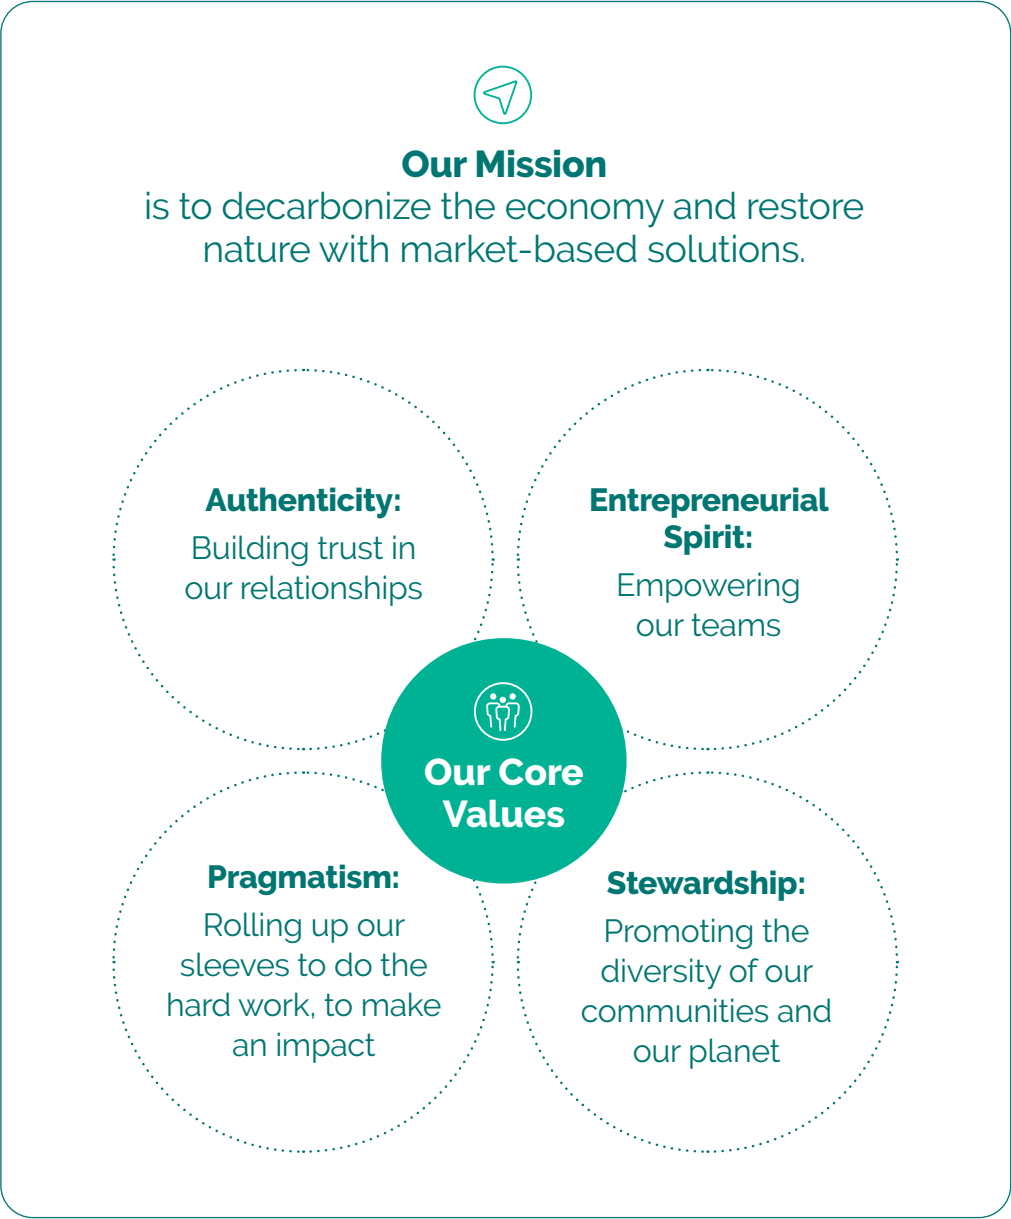 Our Mission
is to decarbonize the economy and restore
nature with market-based solutions.
Authenticity:
Building trust in
our relationships
Entrepreneurial
Spirit:
Empowering
our teams
Our Core
Values
Pragmatism:
Rolling up our
sleeves to do the
hard work, to make
an impact
Stewardship:
Promoting the
diversity of our
communities and
our planet